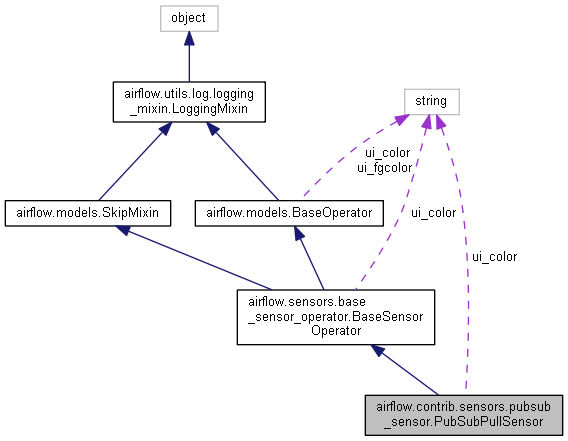 object
airflow.utils.log.logging
_mixin.LoggingMixin
string
ui_color
ui_fgcolor
airflow.models.SkipMixin
airflow.models.BaseOperator
ui_color
ui_color
airflow.sensors.base
_sensor_operator.BaseSensor
Operator
airflow.contrib.sensors.pubsub
_sensor.PubSubPullSensor